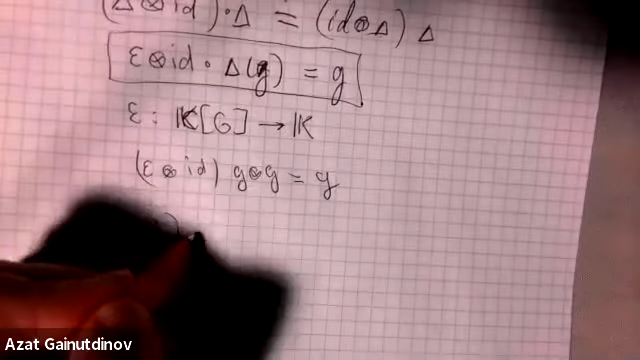 (Δ⊗id)∘Δ = (id⊗Δ) Δ
ε⊗id ∘ Δ(g) = g
ε : 𝕂[G] → 𝕂
(ε⊗id) g⊗g = g
Azat Gainutdinov